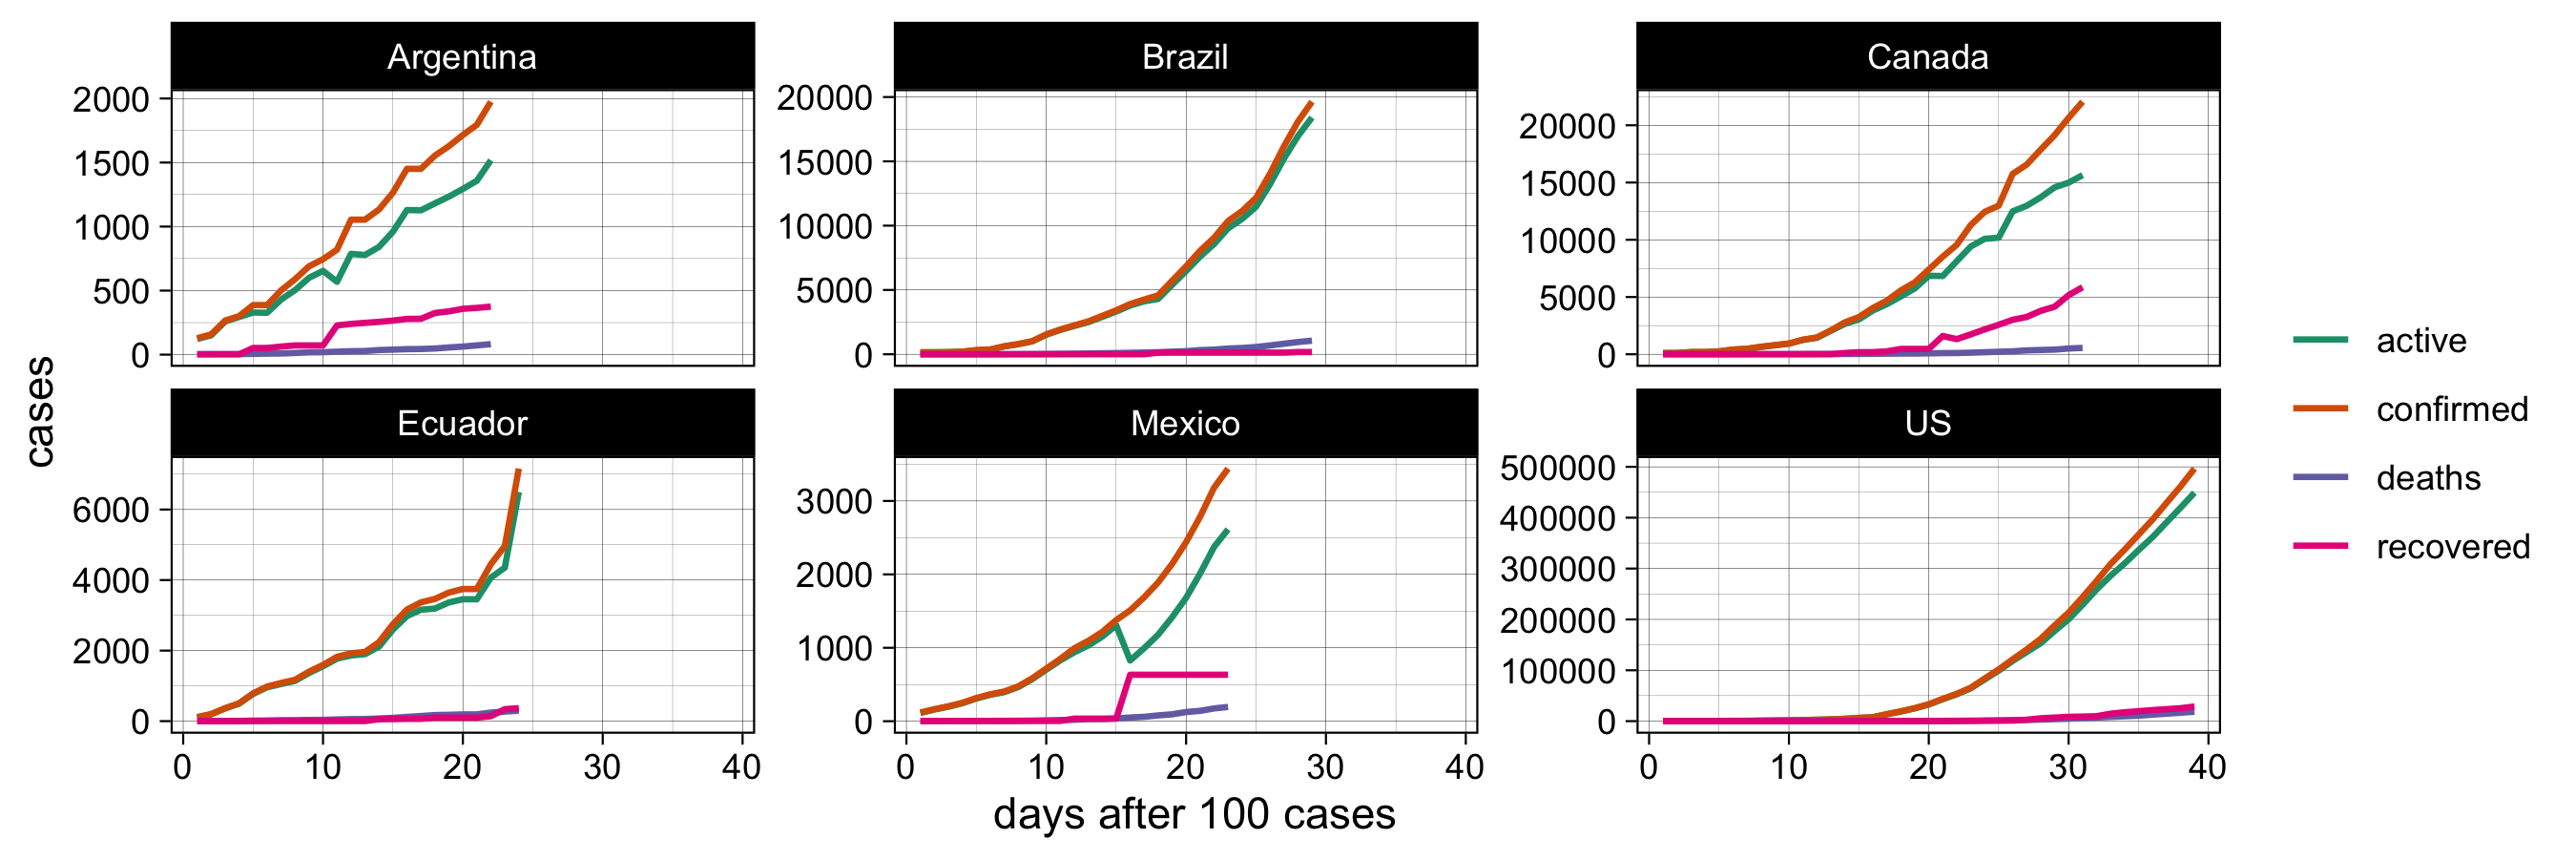 Argentina
Brazil
Canada
2000
1500
1000
500
0
20000
15000
10000
5000
0
20000
15000
10000
5000
0
cases
Ecuador
Mexico
US
6000
4000
2000
0
3000
2000
1000
0
500000
400000
300000
200000
100000
0
0 10 20 30 40
0 10 20 30 40
0 10 20 30 40
days after 100 cases
active
confirmed
deaths
recovered